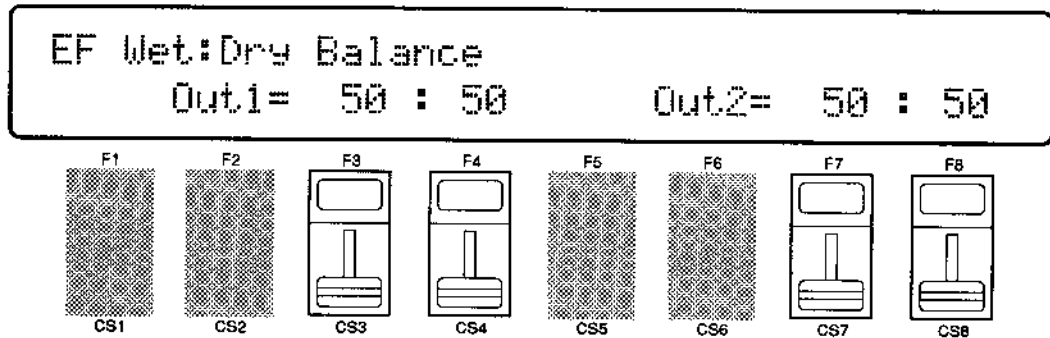 EF Wet:Dry Balance
Out1= 50 : 50 Out2= 50 : 50
F1 F2 F3 F4 F5 F6 F7 F8
CS1 CS2 CS3 CS4 CS5 CS6 CS7 CS8